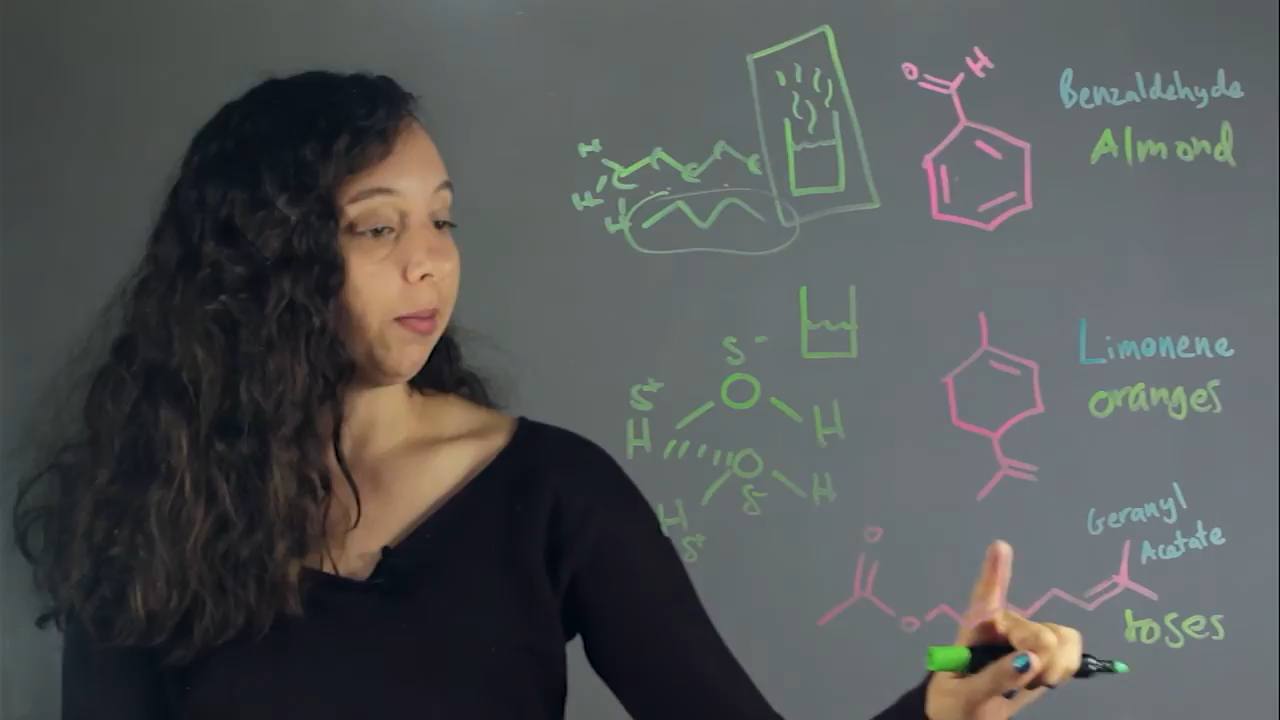 O H
Benzaldehyde
Almond
H
C C C
H
H
Limonene
oranges
δ-
δ+
O
H H
O
H
δ-
H
δ+
Geranyl
Acetate
O
O
roses